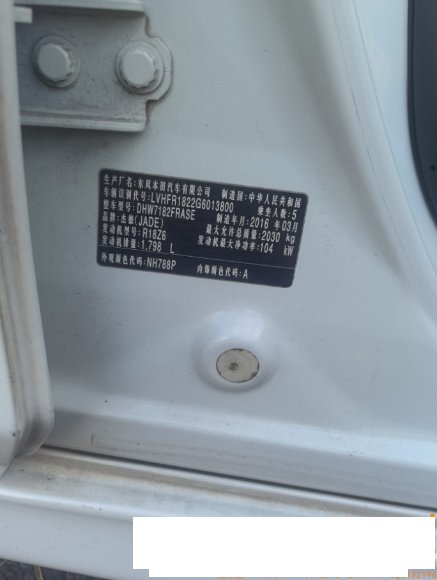 生产厂名:东风本田汽车有限公司 制造国:中华人民共和国
车辆识别代号:LVHFR1822G6013800 乘坐人数:5
整车型号:DHW7182FRASE 制造年月:2016 年 03月
品牌:杰德(JADE) 最大允许总质量:2030 kg
发动机型号:R18Z6 发动机最大净功率:104 kW
发动机排量:1.798 L
外观颜色代码:NH788P 内饰颜色代码:A